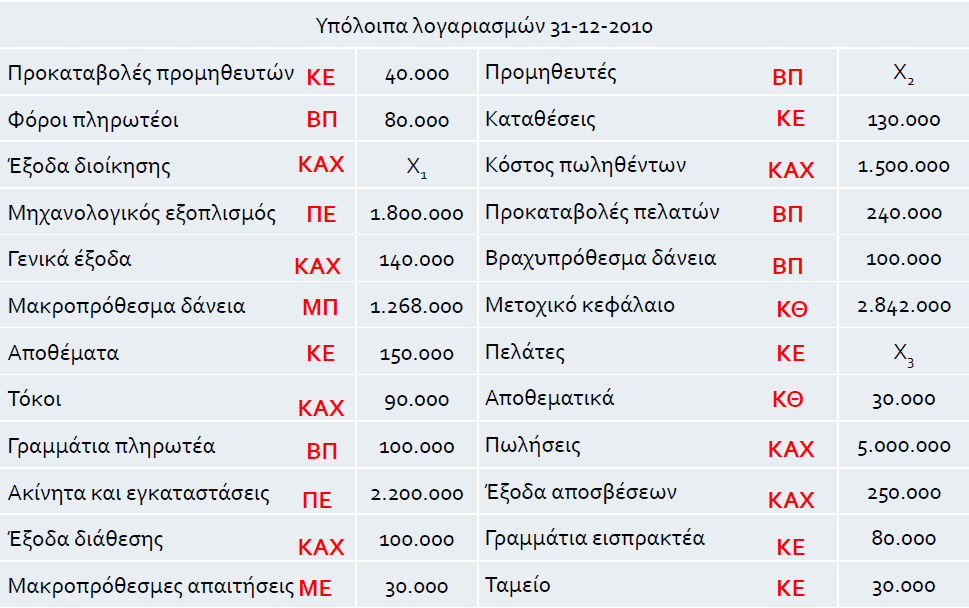 Υπόλοιπα λογαριασμών 31-12-2010
Προκαταβολές προμηθευτών ΚΕ 40.000 Προμηθευτές ΒΠ Χ2
Φόροι πληρωτέοι ΒΠ 80.000 Καταθέσεις ΚΕ 130.000
Έξοδα διοίκησης ΚΑΧ Χ1 Κόστος πωληθέντων ΚΑΧ 1.500.000
Μηχανολογικός εξοπλισμός ΠΕ 1.800.000 Προκαταβολές πελατών ΒΠ 240.000
Γενικά έξοδα ΚΑΧ 140.000 Βραχυπρόθεσμα δάνεια ΒΠ 100.000
Μακροπρόθεσμα δάνεια ΜΠ 1.268.000 Μετοχικό κεφάλαιο ΚΘ 2.842.000
Αποθέματα ΚΕ 150.000 Πελάτες ΚΕ Χ3
Τόκοι ΚΑΧ 90.000 Αποθεματικά ΚΘ 30.000
Γραμμάτια πληρωτέα ΒΠ 100.000 Πωλήσεις ΚΑΧ 5.000.000
Ακίνητα και εγκαταστάσεις ΠΕ 2.200.000 Έξοδα αποσβέσεων ΚΑΧ 250.000
Έξοδα διάθεσης ΚΑΧ 100.000 Γραμμάτια εισπρακτέα ΚΕ 80.000
Μακροπρόθεσμες απαιτήσεις ΜΕ 30.000 Ταμείο ΚΕ 30.000